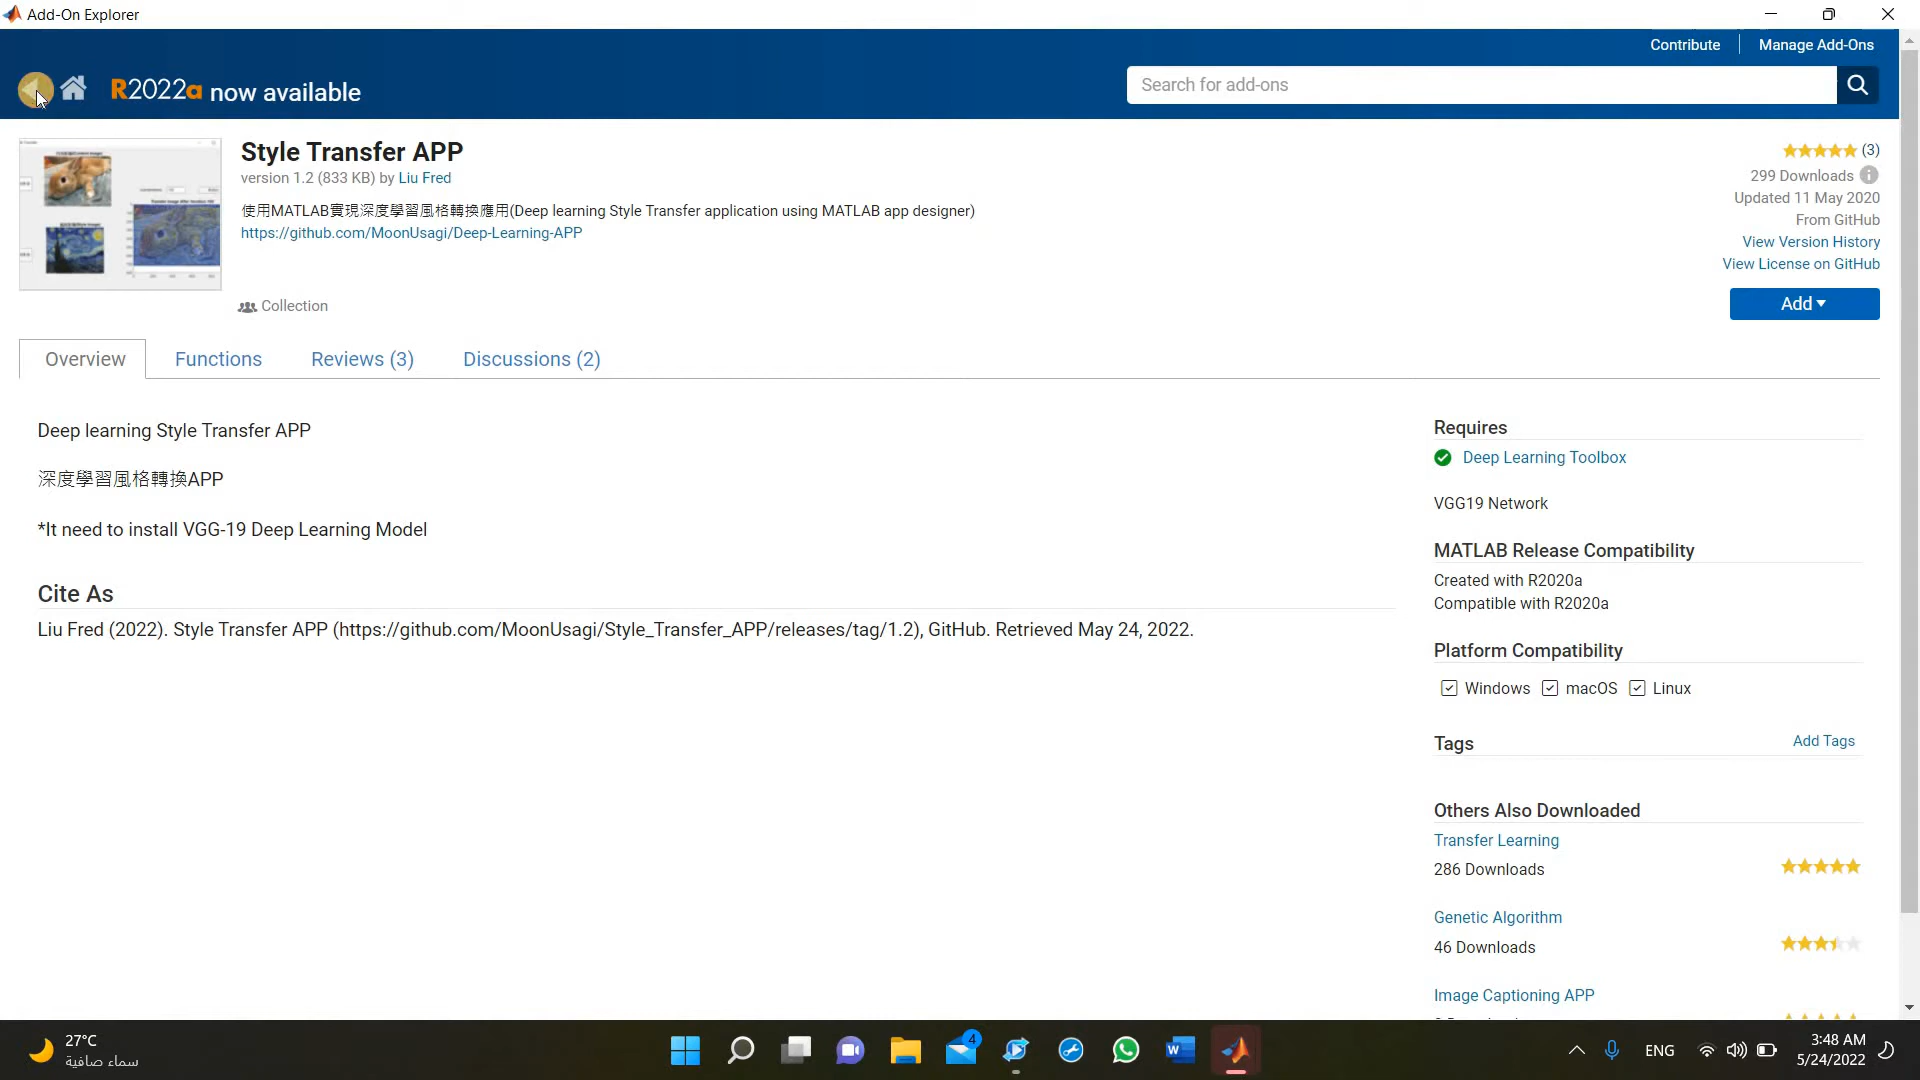 Add-On Explorer
Contribute
Manage Add-Ons
R2022a now available
Search for add-ons
Style Transfer APP
version 1.2 (833 KB) by Liu Fred
使用MATLAB實現深度學習風格轉換應用(Deep learning Style Transfer application using MATLAB app designer)
https://github.com/MoonUsagi/Deep-Learning-APP
Collection
(3)
299 Downloads
Updated 11 May 2020
From GitHub
View Version History
View License on GitHub
Add
Overview
Functions
Reviews (3)
Discussions (2)
Deep learning Style Transfer APP
深度學習風格轉換APP
*It need to install VGG-19 Deep Learning Model
Cite As
Liu Fred (2022). Style Transfer APP (https://github.com/MoonUsagi/Style_Transfer_APP/releases/tag/1.2), GitHub. Retrieved May 24, 2022.
Requires
Deep Learning Toolbox
VGG19 Network
MATLAB Release Compatibility
Created with R2020a
Compatible with R2020a
Platform Compatibility
Windows macOS Linux
Tags
Add Tags
Others Also Downloaded
Transfer Learning
286 Downloads
Genetic Algorithm
46 Downloads
Image Captioning APP
27°C
سماء صافية
4
W
ENG
3:48 AM
5/24/2022